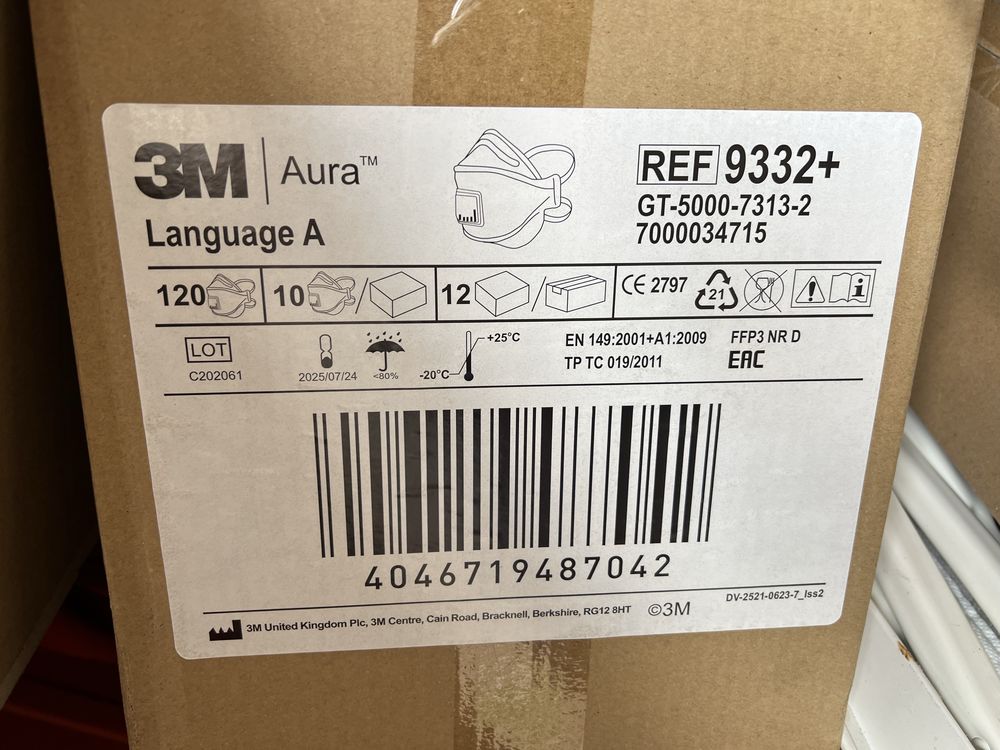 3M | Aura™
Language A
REF 9332+
GT-5000-7313-2
7000034715
120 10 / 12 / CE 2797 21 i
LOT
C202061
2025/07/24
<80%
-20°C +25°C
EN 149:2001+A1:2009 FFP3 NR D
TP TC 019/2011 EAC
4046719487042
3M United Kingdom Plc, 3M Centre, Cain Road, Bracknell, Berkshire, RG12 8HT ©3M
DV-2521-0623-7_Iss2